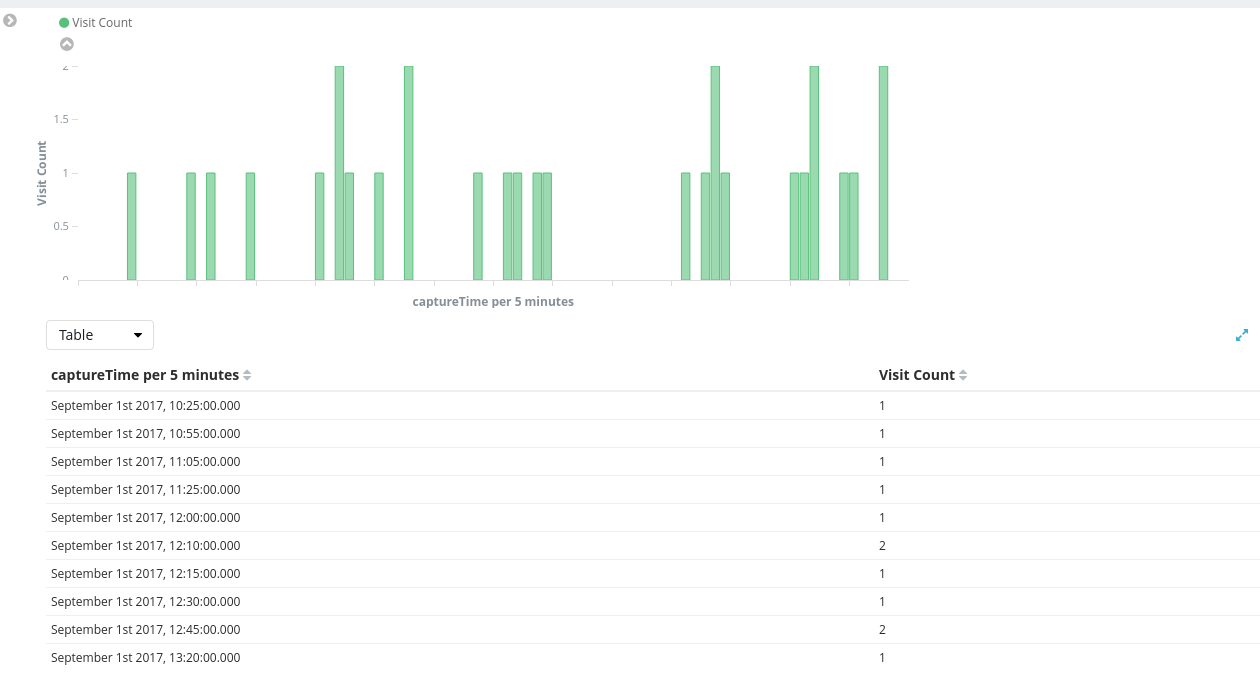 Visit Count
2
1.5
1
0.5
0
Visit Count
captureTime per 5 minutes
Table
captureTime per 5 minutes Visit Count
September 1st 2017, 10:25:00.000 1
September 1st 2017, 10:55:00.000 1
September 1st 2017, 11:05:00.000 1
September 1st 2017, 11:25:00.000 1
September 1st 2017, 12:00:00.000 1
September 1st 2017, 12:10:00.000 2
September 1st 2017, 12:15:00.000 1
September 1st 2017, 12:30:00.000 1
September 1st 2017, 12:45:00.000 2
September 1st 2017, 13:20:00.000 1